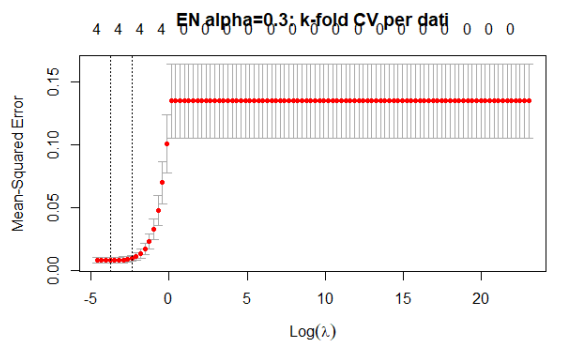 EN alpha=0.3: k-fold CV per dati
4 4 4 4 0 0 0 0 0 0 0 0 0 0 0 0 0 0 0 0
Mean-Squared Error
0.15
0.10
0.05
0.00
-5 0 5 10 15 20
Log(λ)